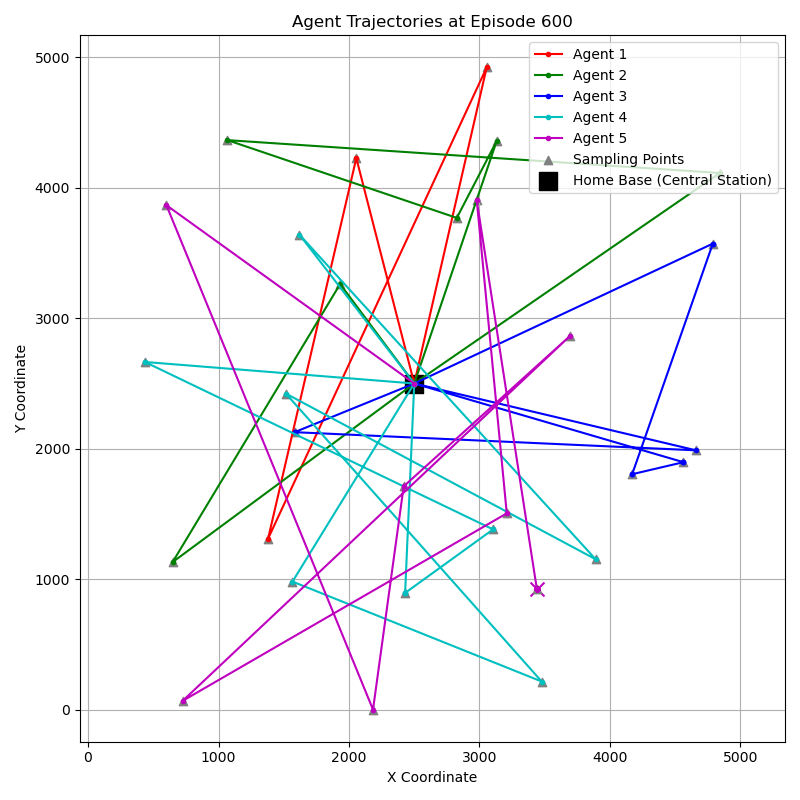 Agent Trajectories at Episode 600
Agent 1
Agent 2
Agent 3
Agent 4
Agent 5
Sampling Points
Home Base (Central Station)
5000
4000
3000
2000
1000
0
Y Coordinate
0 1000 2000 3000 4000 5000
X Coordinate